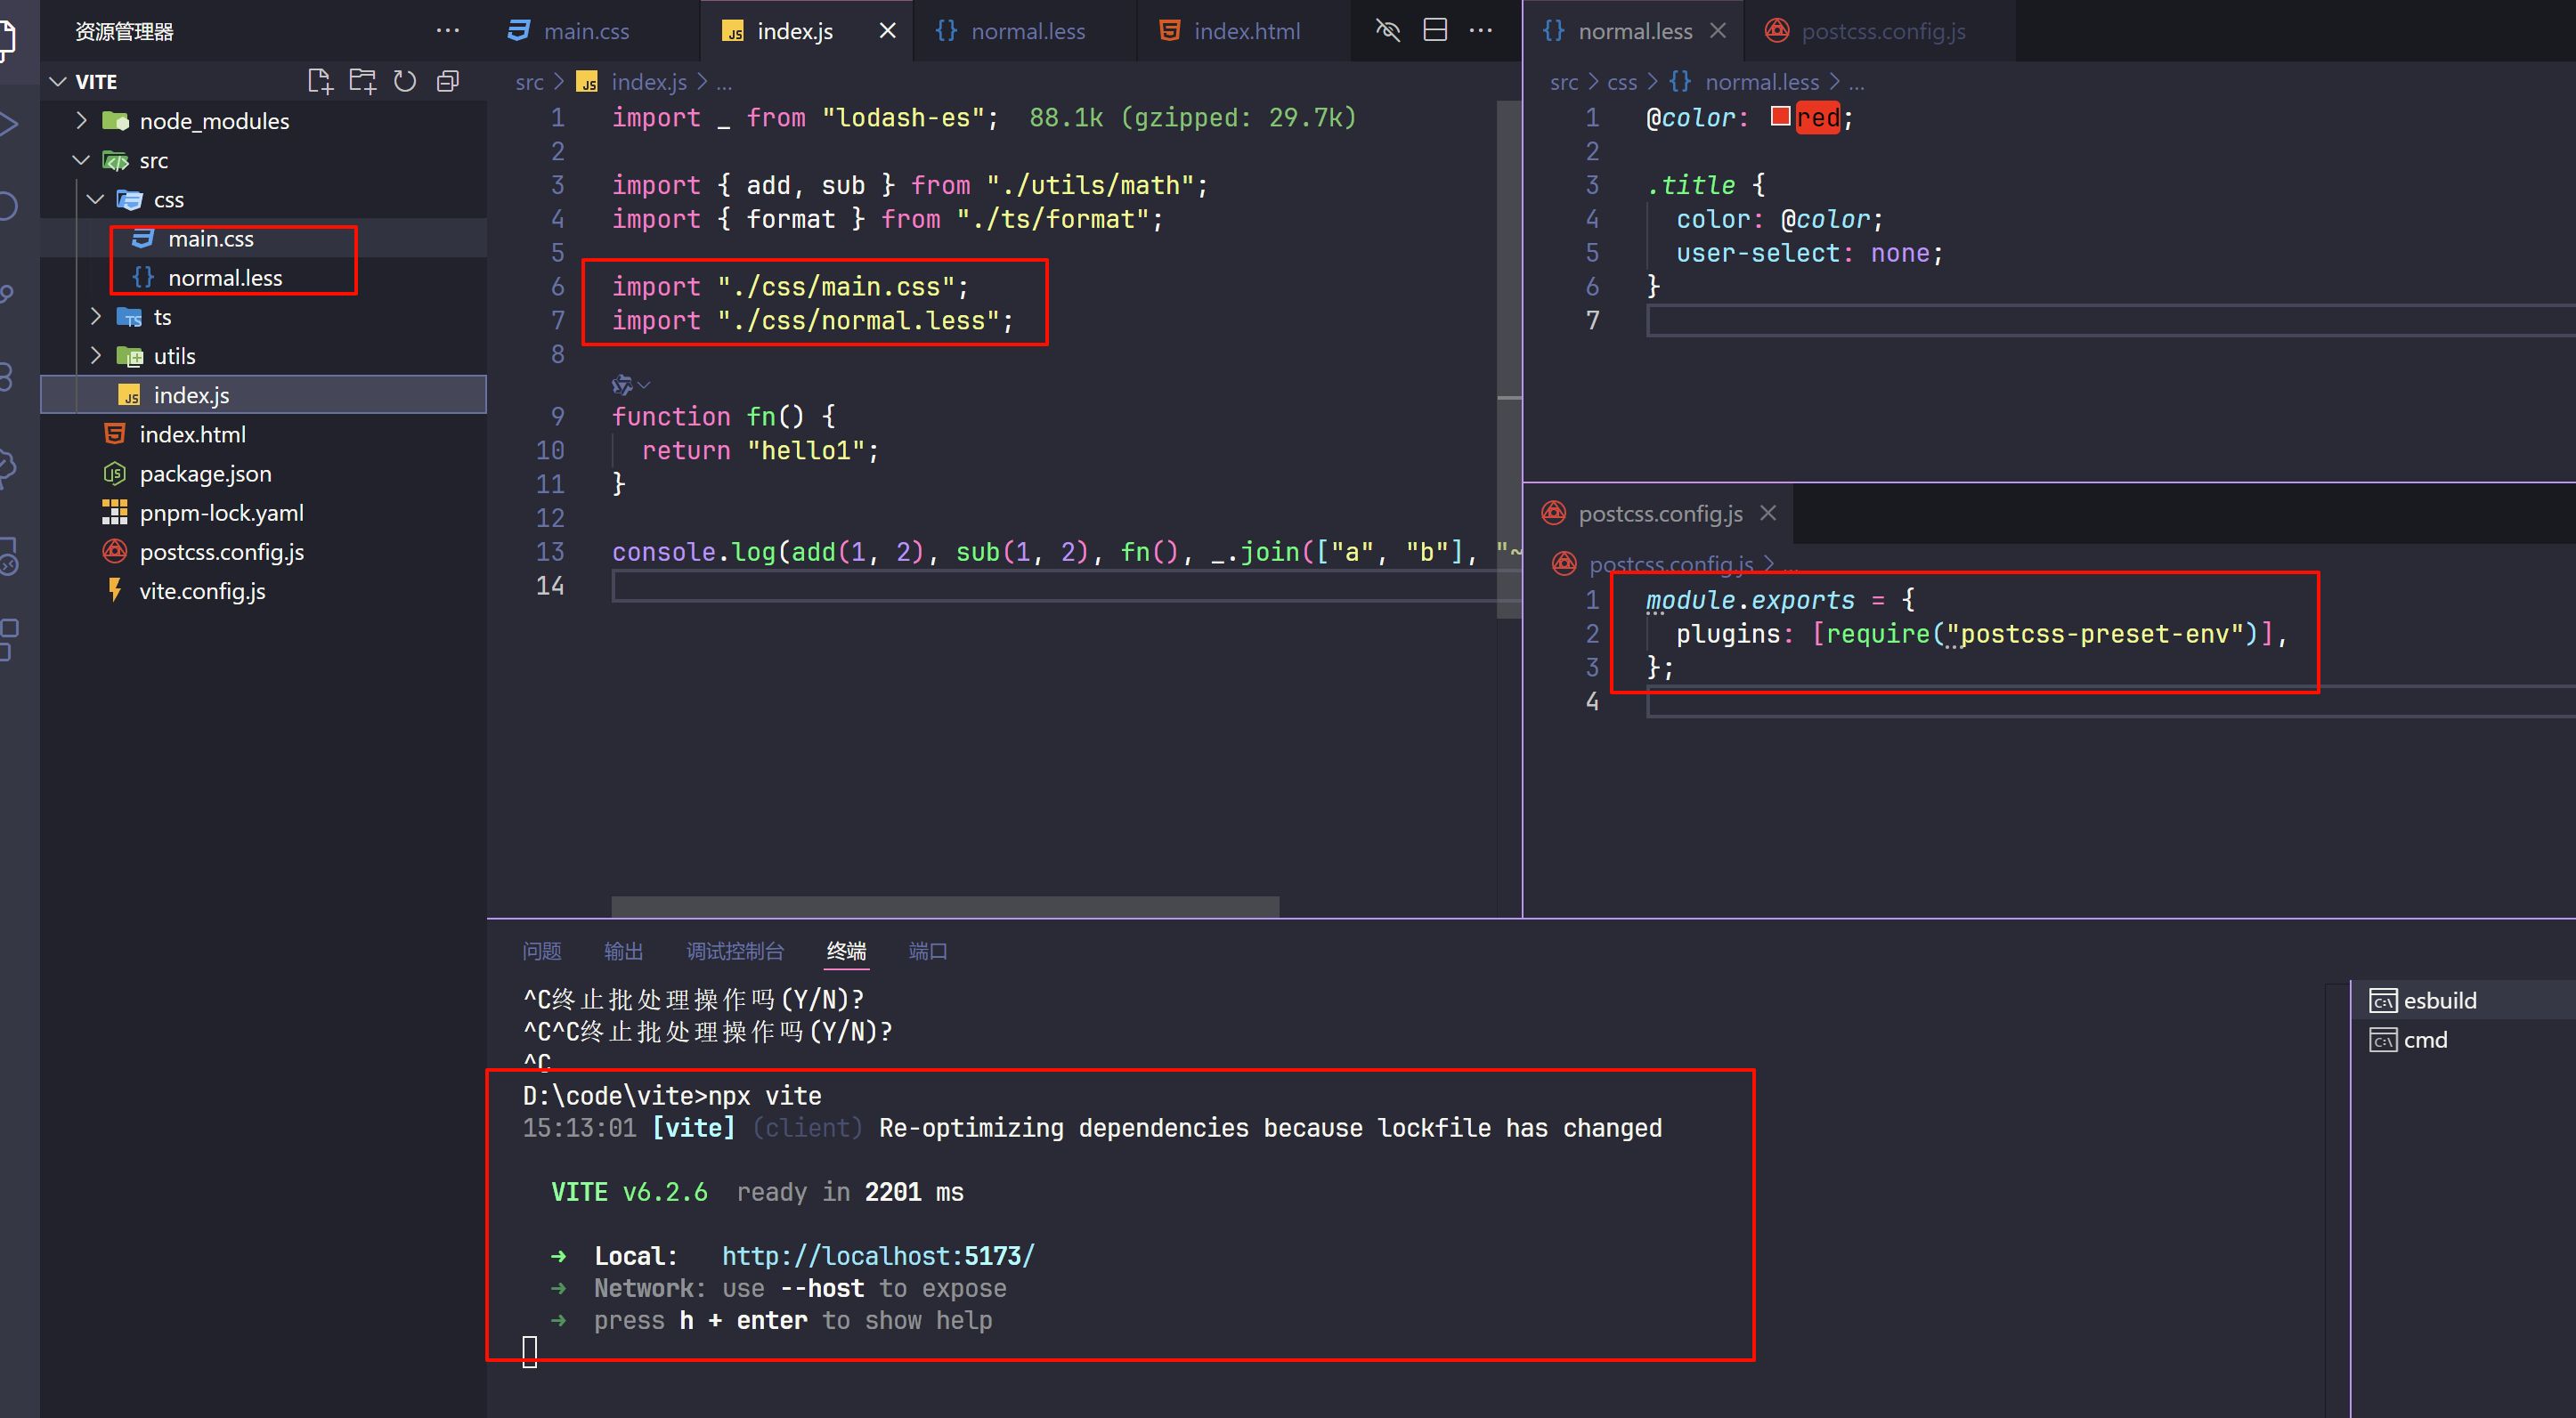 资源管理器
VITE
node_modules
src
css
main.css
normal.less
ts
utils
index.js
index.html
package.json
pnpm-lock.yaml
postcss.config.js
vite.config.js
main.css
index.js
normal.less
index.html
src > index.js > ...
1 import _ from "lodash-es"; 88.1k (gzipped: 29.7k)
2
3 import { add, sub } from "./utils/math";
4 import { format } from "./ts/format";
5
6 import "./css/main.css";
7 import "./css/normal.less";
8
9 function fn() {
10 return "hello1";
11 }
12
13 console.log(add(1, 2), sub(1, 2), fn(), _.join(["a", "b"], "~
14
normal.less
postcss.config.js
src > css > {} normal.less > ...
1 @color: red;
2
3 .title {
4 color: @color;
5 user-select: none;
6 }
7
postcss.config.js
postcss.config.js > ...
1 module.exports = {
2 plugins: [require("postcss-preset-env")],
3 };
4
问题 输出 调试控制台 终端 端口
^C终止批处理操作吗(Y/N)?
^C^C终止批处理操作吗(Y/N)?
^C
D:\code\vite>npx vite
15:13:01 [vite] (client) Re-optimizing dependencies because lockfile has changed
VITE v6.2.6 ready in 2201 ms
➜ Local: http://localhost:5173/
➜ Network: use --host to expose
➜ press h + enter to show help
esbuild
cmd